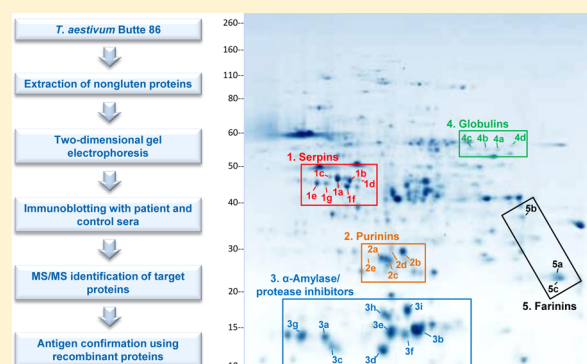 T. aestivum Butte 86
Extraction of nongluten proteins
Two-dimensional gel
electrophoresis
Immunoblotting with patient and
control sera
MS/MS identification of target
proteins
Antigen confirmation using
recombinant proteins
260--
160--
110--
80--
60--
50--
40--
30--
20--
15--
10--
4. Globulins
4c 4b 4a 4d
1. Serpins
1c 1b
1d
1e 1g 1a 1f
5b
5a
5c
5. Farinins
2. Purinins
2a
2e 2c 2d 2b
3. α-Amylase/
protease inhibitors
3h 3i
3g 3a 3e 3b
3f
3c 3d